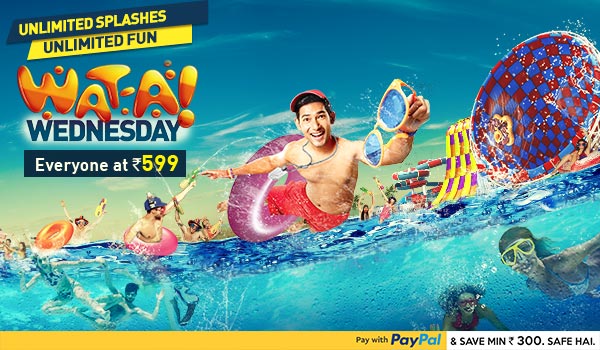 UNLIMITED SPLASHES
UNLIMITED FUN
WAT-A!
WEDNESDAY
Everyone at ₹599
Pay with PayPal & SAVE MIN ₹ 300. SAFE HAI.